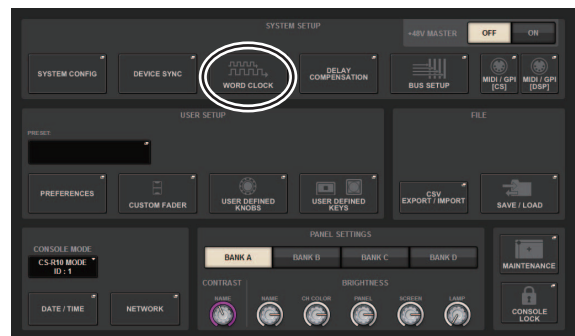 SYSTEM SETUP
+48V MASTER
OFF
ON
SYSTEM CONFIG
DEVICE SYNC
WORD CLOCK
DELAY
COMPENSATION
BUS SETUP
MIDI / GPI
[CS]
MIDI / GPI
[DSP]
USER SETUP
FILE
PRESET
PREFERENCES
CUSTOM FADER
USER DEFINED
KNOBS
USER DEFINED
KEYS
CSV
EXPORT / IMPORT
SAVE / LOAD
CONSOLE MODE
CS-R10 MODE
ID : 1
DATE / TIME
NETWORK
PANEL SETTINGS
BANK A
BANK B
BANK C
BANK D
CONTRAST
BRIGHTNESS
NAME
NAME
CH COLOR
PANEL
SCREEN
LAMP
MAINTENANCE
CONSOLE
LOCK